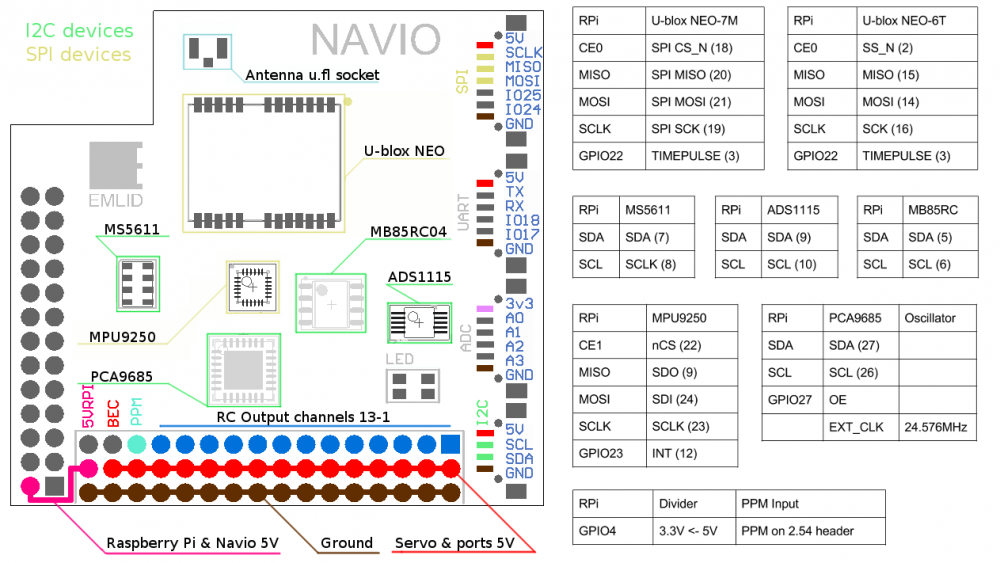 I2C devices
SPI devices
NAVIO
Antenna u.fl socket
U-blox NEO
EMLID
MS5611
MB85RC04
ADS1115
MPU9250
PCA9685
LED
5VRPI
BEC
PPM
RC Output channels 13-1
SPI
5V
SCLK
MISO
MOSI
IO25
IO24
GND
UART
5V
TX
RX
IO18
IO17
GND
ADC
3v3
A0
A1
A2
A3
GND
I2C
5V
SCL
SDA
GND
Raspberry Pi & Navio 5V
Ground
Servo & ports 5V
RPi U-blox NEO-7M
CE0 SPI CS_N (18)
MISO SPI MISO (20)
MOSI SPI MOSI (21)
SCLK SPI SCK (19)
GPIO22 TIMEPULSE (3)
RPi U-blox NEO-6T
CE0 SS_N (2)
MISO MISO (15)
MOSI MOSI (14)
SCLK SCK (16)
GPIO22 TIMEPULSE (3)
RPi MS5611
SDA SDA (7)
SCL SCLK (8)
RPi ADS1115
SDA SDA (9)
SCL SCL (10)
RPi MB85RC
SDA SDA (5)
SCL SCL (6)
RPi MPU9250
CE1 nCS (22)
MISO SDO (9)
MOSI SDI (24)
SCLK SCLK (23)
GPIO23 INT (12)
RPi PCA9685 Oscillator
SDA SDA (27)
SCL SCL (26)
GPIO27 OE
EXT_CLK 24.576MHz
RPi Divider PPM Input
GPIO4 3.3V <- 5V PPM on 2.54 header